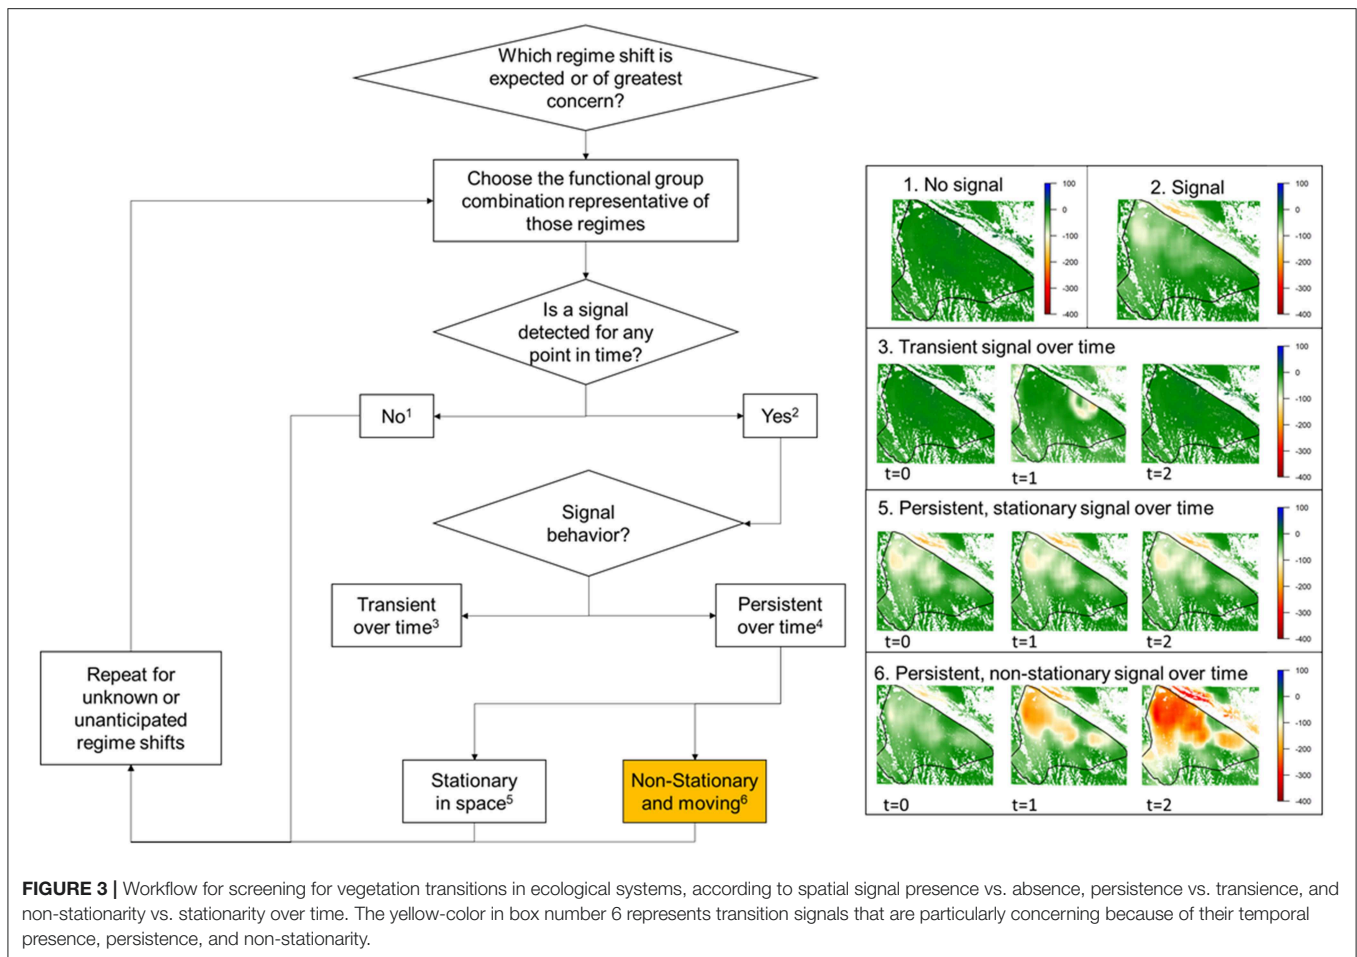 Which regime shift is
expected or of greatest
concern?
Choose the functional group
combination representative of
those regimes
Is a signal
detected for any
point in time?
No¹
Yes²
Signal
behavior?
Transient
over time³
Persistent
over time⁴
Repeat for
unknown or
unanticipated
regime shifts
Stationary
in space⁵
Non-Stationary
and moving⁶
1. No signal
100
0
-100
-200
-300
-400
2. Signal
100
0
-100
-200
-300
-400
3. Transient signal over time
100
0
-100
-200
-300
-400
t=0
t=1
t=2
5. Persistent, stationary signal over time
100
0
-100
-200
-300
-400
t=0
t=1
t=2
6. Persistent, non-stationary signal over time
100
0
-100
-200
-300
-400
t=0
t=1
t=2
FIGURE 3 | Workflow for screening for vegetation transitions in ecological systems, according to spatial signal presence vs. absence, persistence vs. transience, and
non-stationarity vs. stationarity over time. The yellow-color in box number 6 represents transition signals that are particularly concerning because of their temporal
presence, persistence, and non-stationarity.